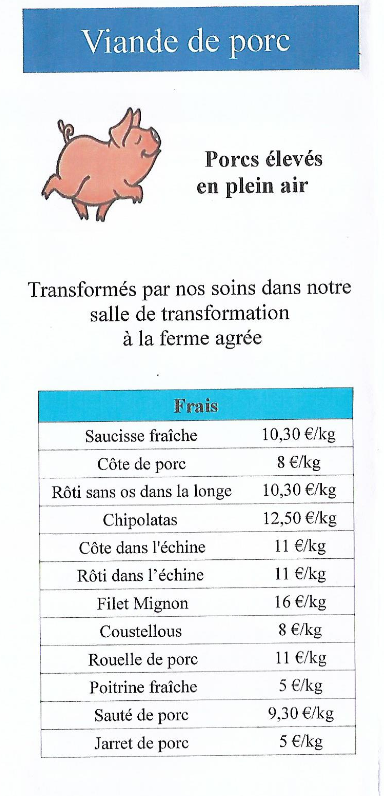 Viande de porc
Porcs élevés
en plein air
Transformés par nos soins dans notre
salle de transformation
à la ferme agrée
Frais
Saucisse fraîche 10,30 €/kg
Côte de porc 8 €/kg
Rôti sans os dans la longe 10,30 €/kg
Chipolatas 12,50 €/kg
Côte dans l'échine 11 €/kg
Rôti dans l’échine 11 €/kg
Filet Mignon 16 €/kg
Coustellous 8 €/kg
Rouelle de porc 11 €/kg
Poitrine fraîche 5 €/kg
Sauté de porc 9,30 €/kg
Jarret de porc 5 €/kg